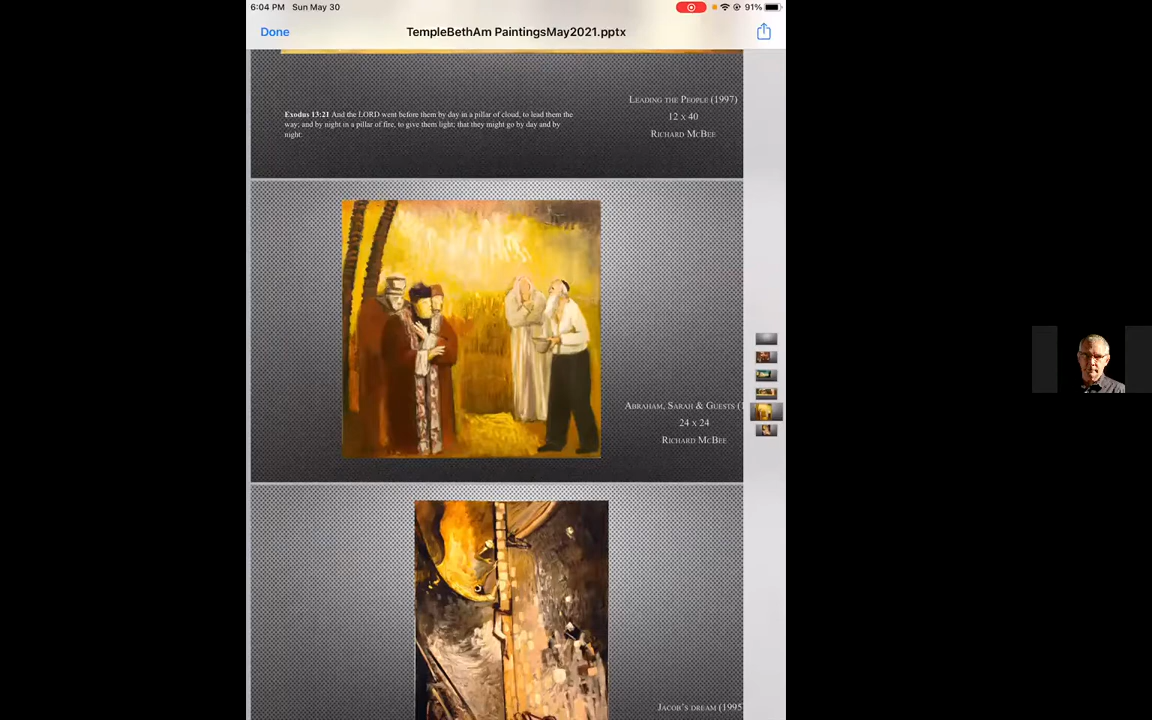 6:04 PM Sun May 30
91%
Done
TempleBethAm PaintingsMay2021.pptx
LEADING THE PEOPLE (1997)
12 X 40
RICHARD MCBEE
Exodus 13:21 And the LORD went before them by day in a pillar of cloud, to lead them the
way; and by night in a pillar of fire, to give them light; that they might go by day and by
night:
ABRAHAM, SARAH & GUESTS (
24 X 24
RICHARD MCBEE
JACOB'S DREAM (1995